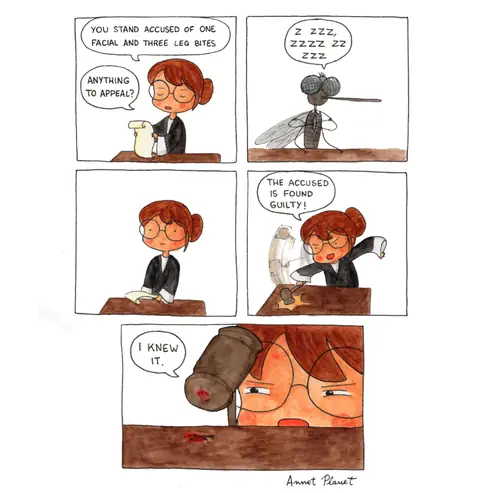 YOU STAND ACCUSED OF ONE
FACIAL AND THREE LEG BITES
ANYTHING
TO APPEAL?
Z ZZZ,
ZZZZ ZZ
ZZZ
THE ACCUSED
IS FOUND
GUILTY!
I KNEW
IT.
Annet Planet